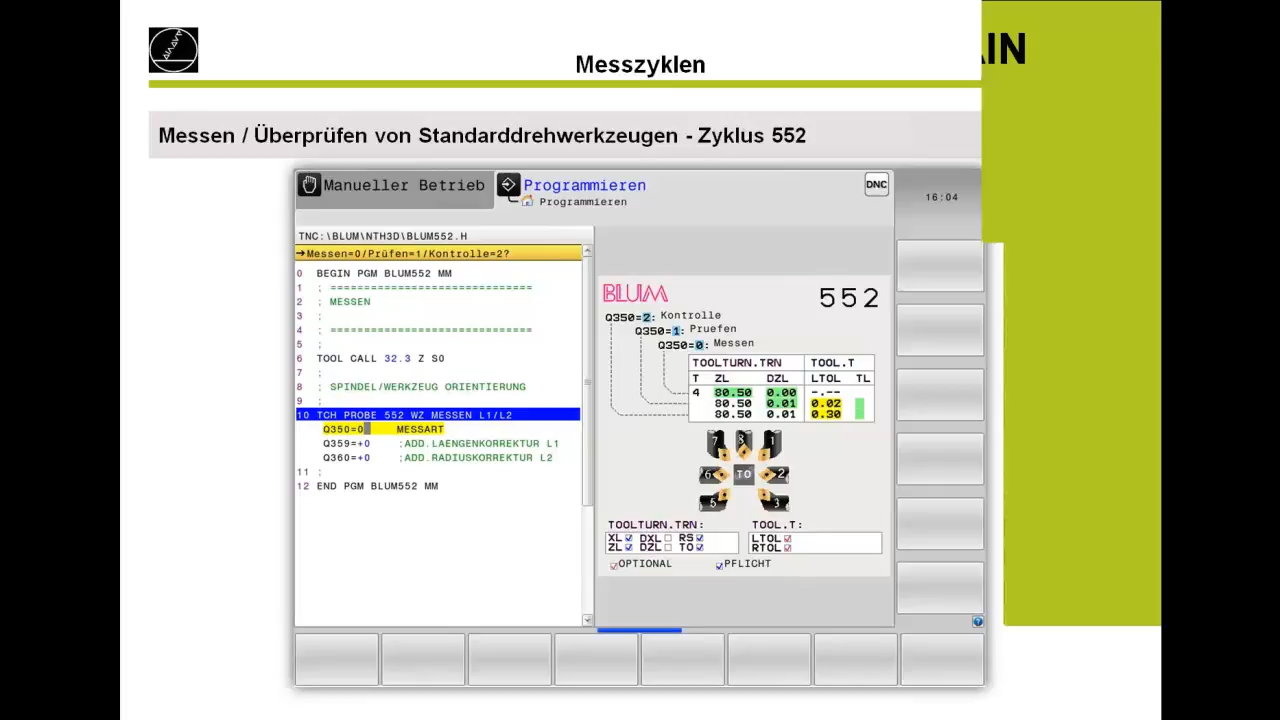 Messzyklen
AIN
Messen / Überprüfen von Standarddrehwerkzeugen - Zyklus 552
Manueller Betrieb
Programmieren
Programmieren
DNC
16:04
TNC:\BLUM\NTH3D\BLUM552.H
→Messen=0/Prüfen=1/Kontrolle=2?
0 BEGIN PGM BLUM552 MM
1 ; ==============================
2 ; MESSEN
3 ;
4 ; ==============================
5 ;
6 TOOL CALL 32.3 Z S0
7 ;
8 ; SPINDEL/WERKZEUG ORIENTIERUNG
9 ;
10 TCH PROBE 552 WZ MESSEN L1/L2
Q350=0 MESSART
Q359=+0 ;ADD.LAENGENKORREKTUR L1
Q360=+0 ;ADD.RADIUSKORREKTUR L2
11 ;
12 END PGM BLUM552 MM
BLUM 552
Q350=2: Kontrolle
Q350=1: Pruefen
Q350=0: Messen
TOOLTURN.TRN TOOL.T
T ZL DZL LTOL TL
4 80.50 0.00 -.--
80.50 0.01 0.02
80.50 0.01 0.30
7 8 1
6 TO 2
5 3
TOOLTURN.TRN: TOOL.T:
XL DXL RS LTOL
ZL DZL TO RTOL
OPTIONAL PFLICHT